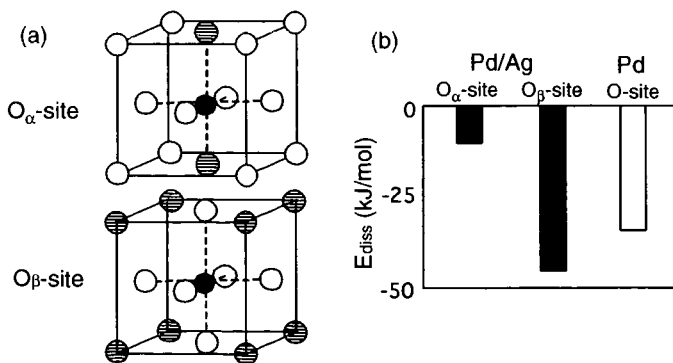 (a)
Oα-site
Oβ-site
(b)
Pd/Ag Pd
Oα-site Oβ-site O-site
0
-25
-50
Ediss (kJ/mol)